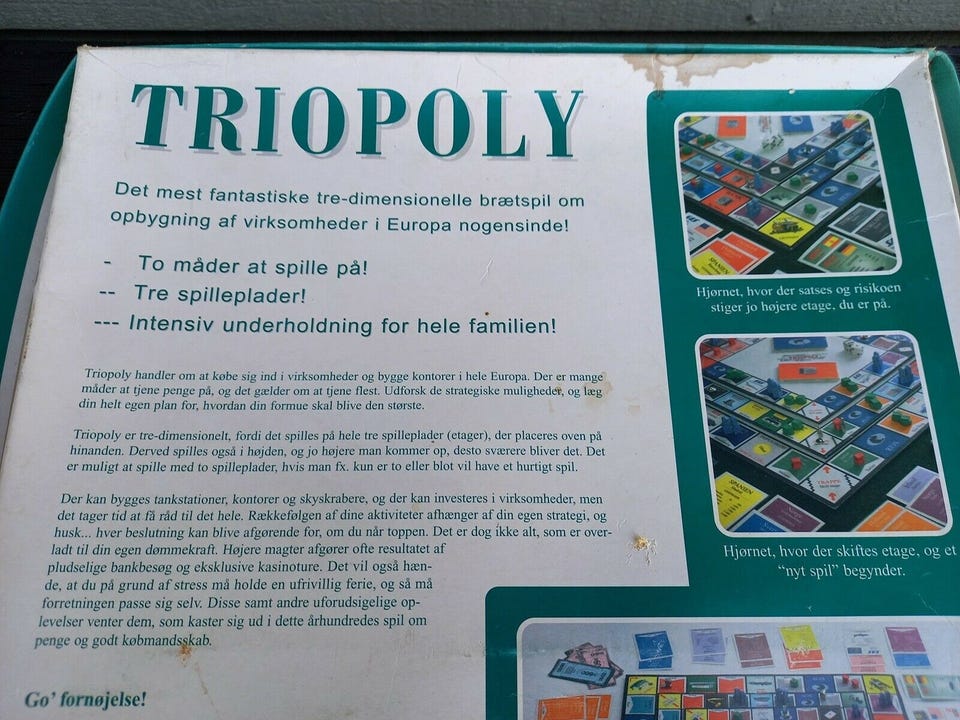 TRIOPOLY
Det mest fantastiske tre-dimensionelle brætspil om
opbygning af virksomheder i Europa nogensinde!
- To måder at spille på!
-- Tre spilleplader!
--- Intensiv underholdning for hele familien!
Triopoly handler om at købe sig ind i virksomheder og bygge kontorer i hele Europa. Der er mange
måder at tjene penge på, og det gælder om at tjene flest. Udforsk de strategiske muligheder, og læg
din helt egen plan for, hvordan din formue skal blive den største.
Triopoly er tre-dimensionelt, fordi det spilles på hele tre spilleplader (etager), der placeres oven på
hinanden. Derved spilles også i højden, og jo højere man kommer op, desto sværere bliver det. Det
er muligt at spille med to spilleplader, hvis man fx. kun er to eller blot vil have et hurtigt spil.
Der kan bygges tankstationer, kontorer og skyskrabere, og der kan investeres i virksomheder, men
det tager tid at få råd til det hele. Rækkefølgen af dine aktiviteter afhænger af din egen strategi, og
husk... hver beslutning kan blive afgørende for, om du når toppen. Det er dog ikke alt, som er over-
ladt til din egen dømmekraft. Højere magter afgører ofte resultatet af
pludselige bankbesøg og eksklusive kasinoture. Det vil også hæn-
de, at du på grund af stress må holde en ufrivillig ferie, og så må
forretningen passe sig selv. Disse samt andre uforudsigelige op-
levelser venter dem, som kaster sig ud i dette århundredes spil om
penge og godt købmandsskab.
Go' fornøjelse!
SPANIEN
Hjørnet, hvor der satses og risikoen
stiger jo højere etage, du er på.
TRAPPE
SPANIEN
Hjørnet, hvor der skiftes etage, og et
"nyt spil" begynder.